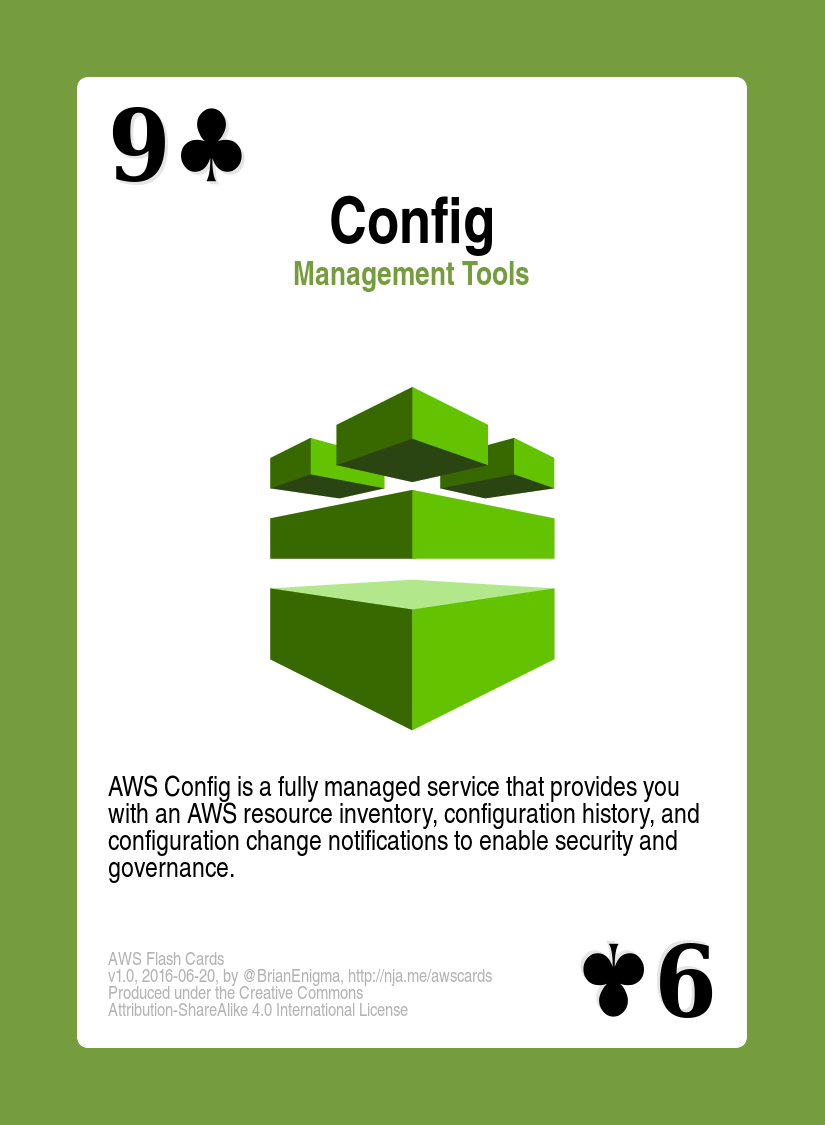 9♣
Config
Management Tools
AWS Config is a fully managed service that provides you
with an AWS resource inventory, configuration history, and
configuration change notifications to enable security and
governance.
AWS Flash Cards
v1.0, 2016-06-20, by @BrianEnigma, http://nja.me/awscards
Produced under the Creative Commons
Attribution-ShareAlike 4.0 International License
9♣